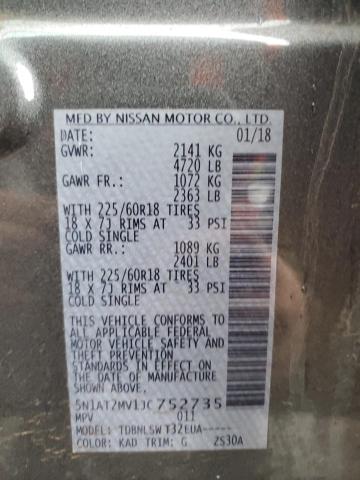 MFD BY NISSAN MOTOR CO., LTD.
DATE: 01/18
GVWR: 2141 KG
4720 LB
GAWR FR.: 1072 KG
2363 LB
WITH 225/60R18 TIRES
18 X 7J RIMS AT 33 PSI
COLD SINGLE
GAWR RR.: 1089 KG
2401 LB
WITH 225/60R18 TIRES
18 X 7J RIMS AT 33 PSI
COLD SINGLE
THIS VEHICLE CONFORMS TO
ALL APPLICABLE FEDERAL
MOTOR VEHICLE SAFETY AND
THEFT PREVENTION
STANDARDS IN EFFECT ON
THE DATE OF MANUFACTURE
SHOWN ABOVE.
5N1AT2MV1JC752735
MPV 011
MODEL: TDBNLSWT32EUA-----
COLOR: KAD TRIM: G 2S30A